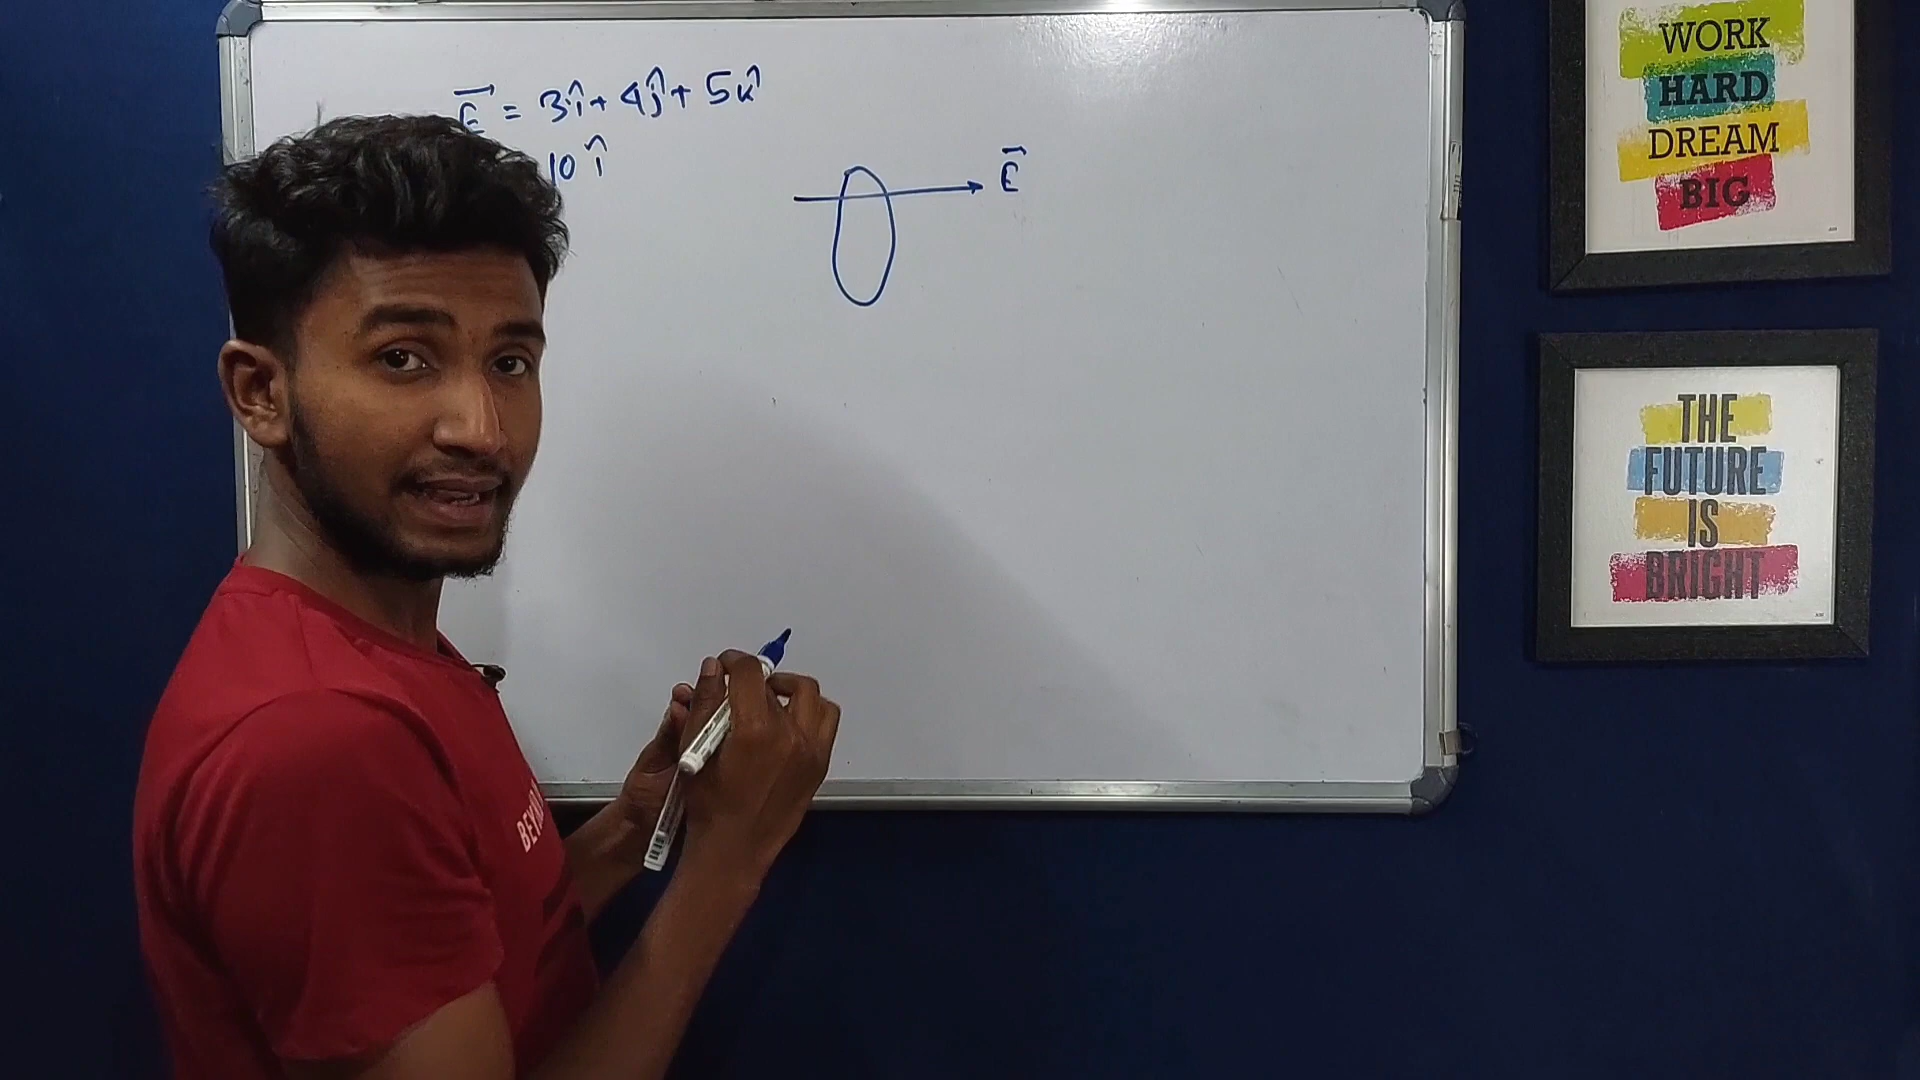 E⃗ = 3î + 4ĵ + 5k̂
10 î
E⃗
WORK
HARD
DREAM
BIG
THE
FUTURE
IS
BRIGHT